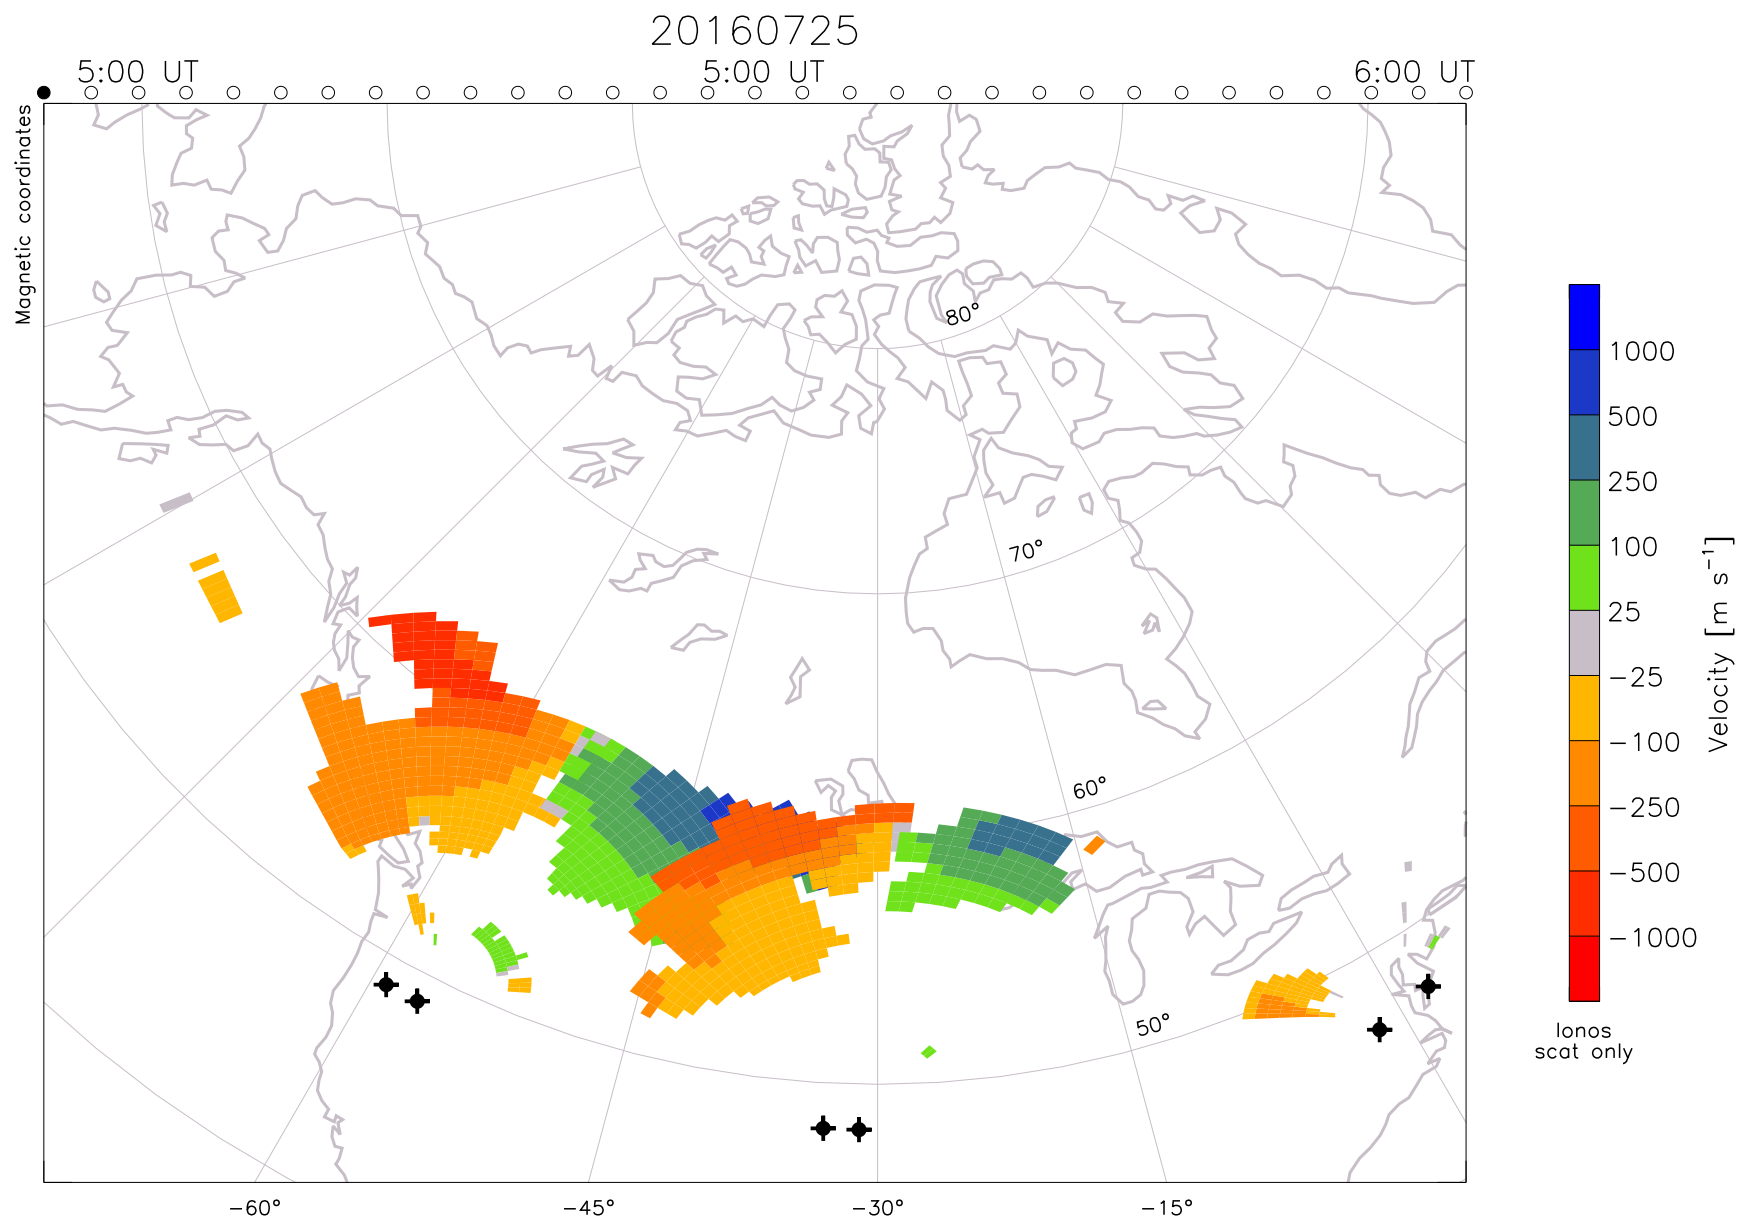 20160725
5:00 UT 5:00 UT 6:00 UT
Magnetic coordinates
80°
70°
60°
50°
-60° -45° -30° -15°
1000
500
250
100
25
-25
-100
-250
-500
-1000
Velocity [m s⁻¹]
Ionos
scat only